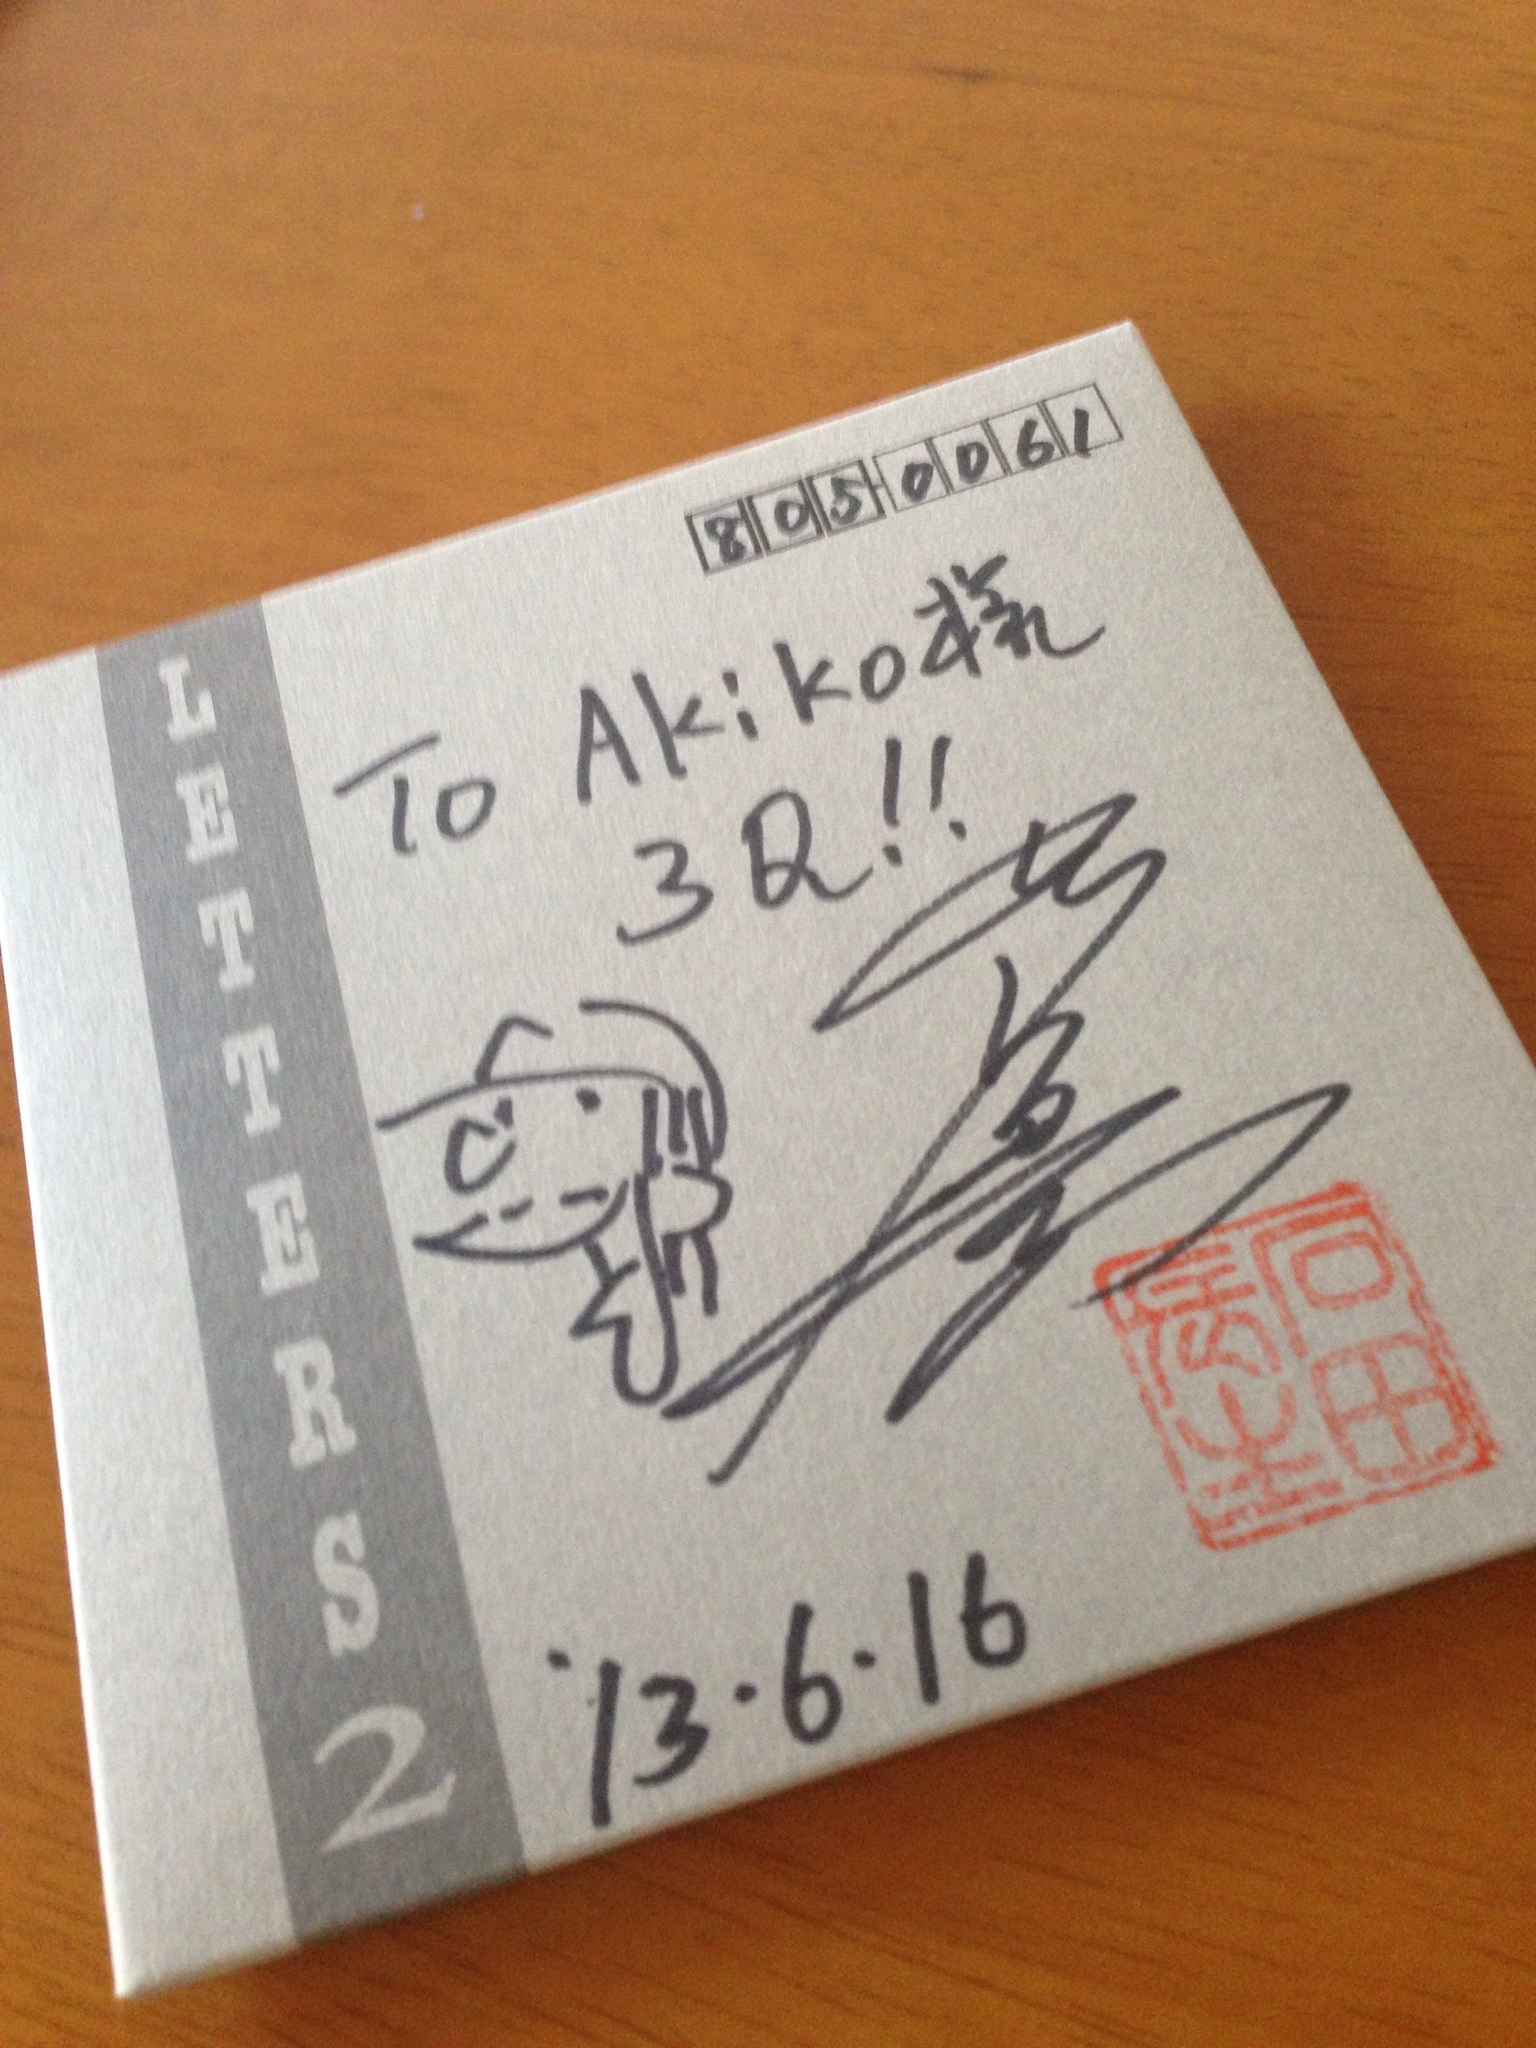 805-0061
To Akiko様
3Q!!
'13.6.16
LETTERS 2